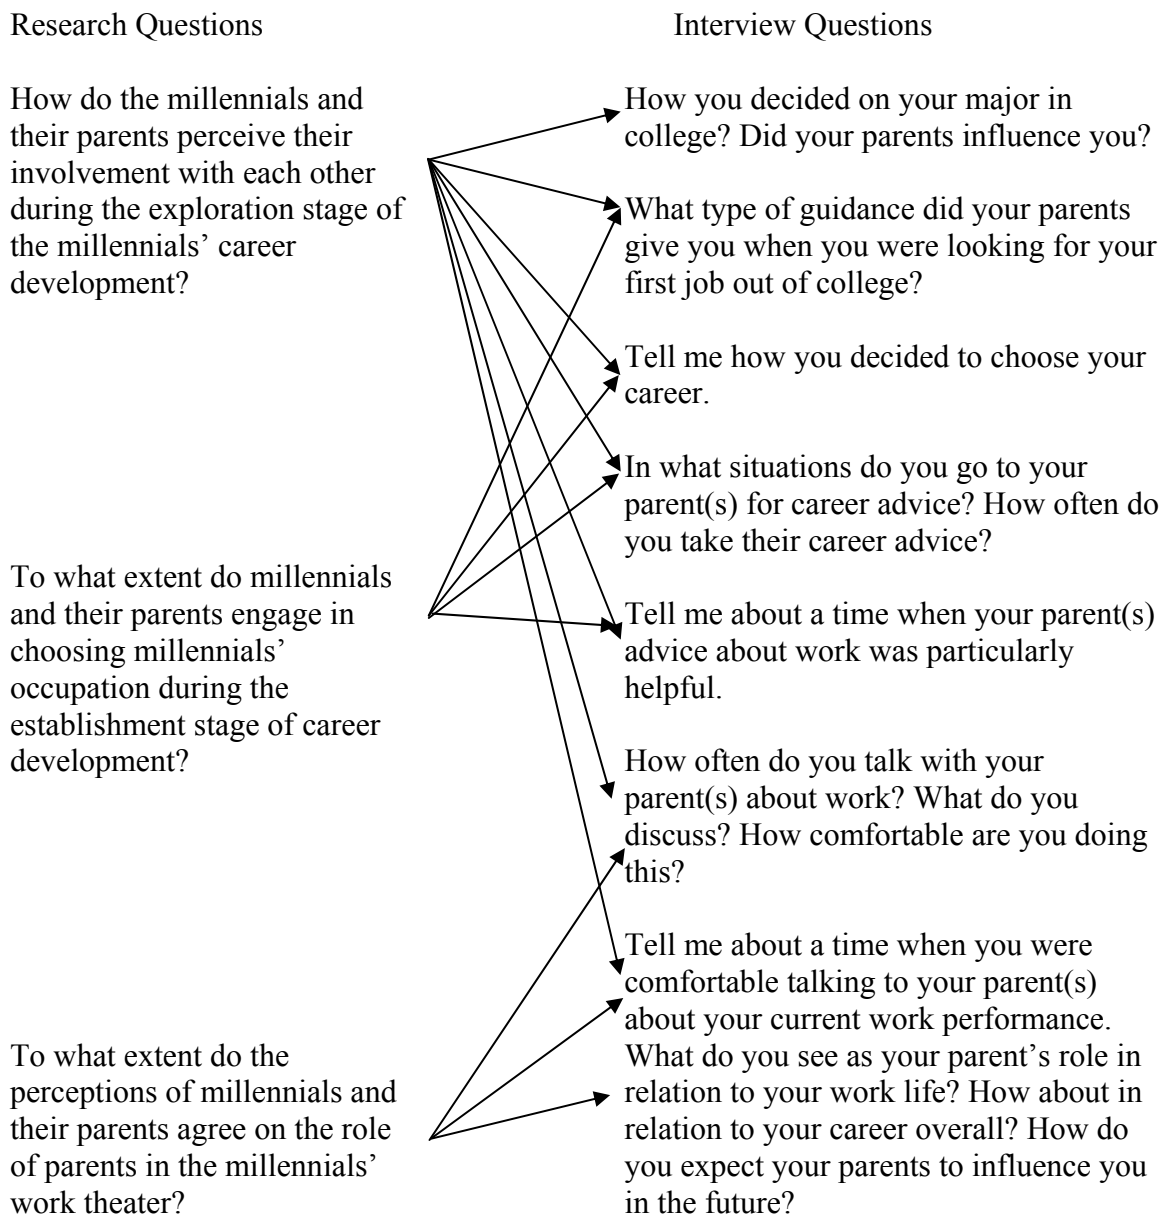 Research Questions
Interview Questions
How do the millennials and
their parents perceive their
involvement with each other
during the exploration stage of
the millennials’ career
development?
How you decided on your major in
college? Did your parents influence you?
What type of guidance did your parents
give you when you were looking for your
first job out of college?
Tell me how you decided to choose your
career.
In what situations do you go to your
parent(s) for career advice? How often do
you take their career advice?
To what extent do millennials
and their parents engage in
choosing millennials’
occupation during the
establishment stage of career
development?
Tell me about a time when your parent(s)
advice about work was particularly
helpful.
How often do you talk with your
parent(s) about work? What do you
discuss? How comfortable are you doing
this?
Tell me about a time when you were
comfortable talking to your parent(s)
about your current work performance.
To what extent do the
perceptions of millennials and
their parents agree on the role
of parents in the millennials’
work theater?
What do you see as your parent’s role in
relation to your work life? How about in
relation to your career overall? How do
you expect your parents to influence you
in the future?